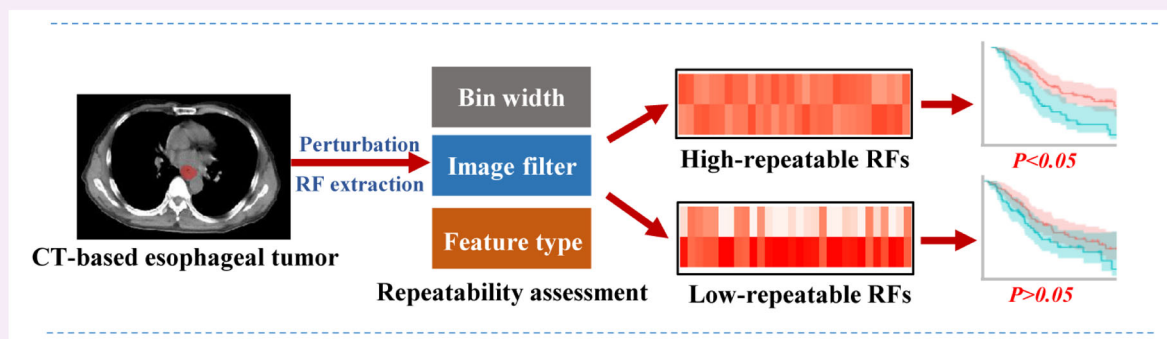 Perturbation
RF extraction
CT-based esophageal tumor
Bin width
Image filter
Feature type
Repeatability assessment
High-repeatable RFs
Low-repeatable RFs
P<0.05
P>0.05